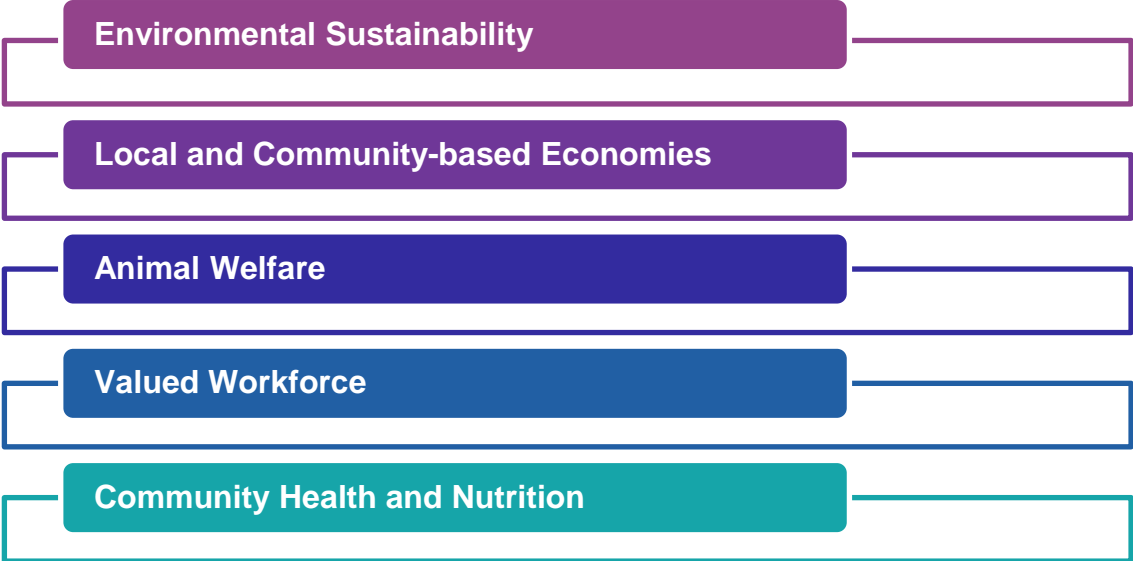 Environmental Sustainability
Local and Community-based Economies
Animal Welfare
Valued Workforce
Community Health and Nutrition